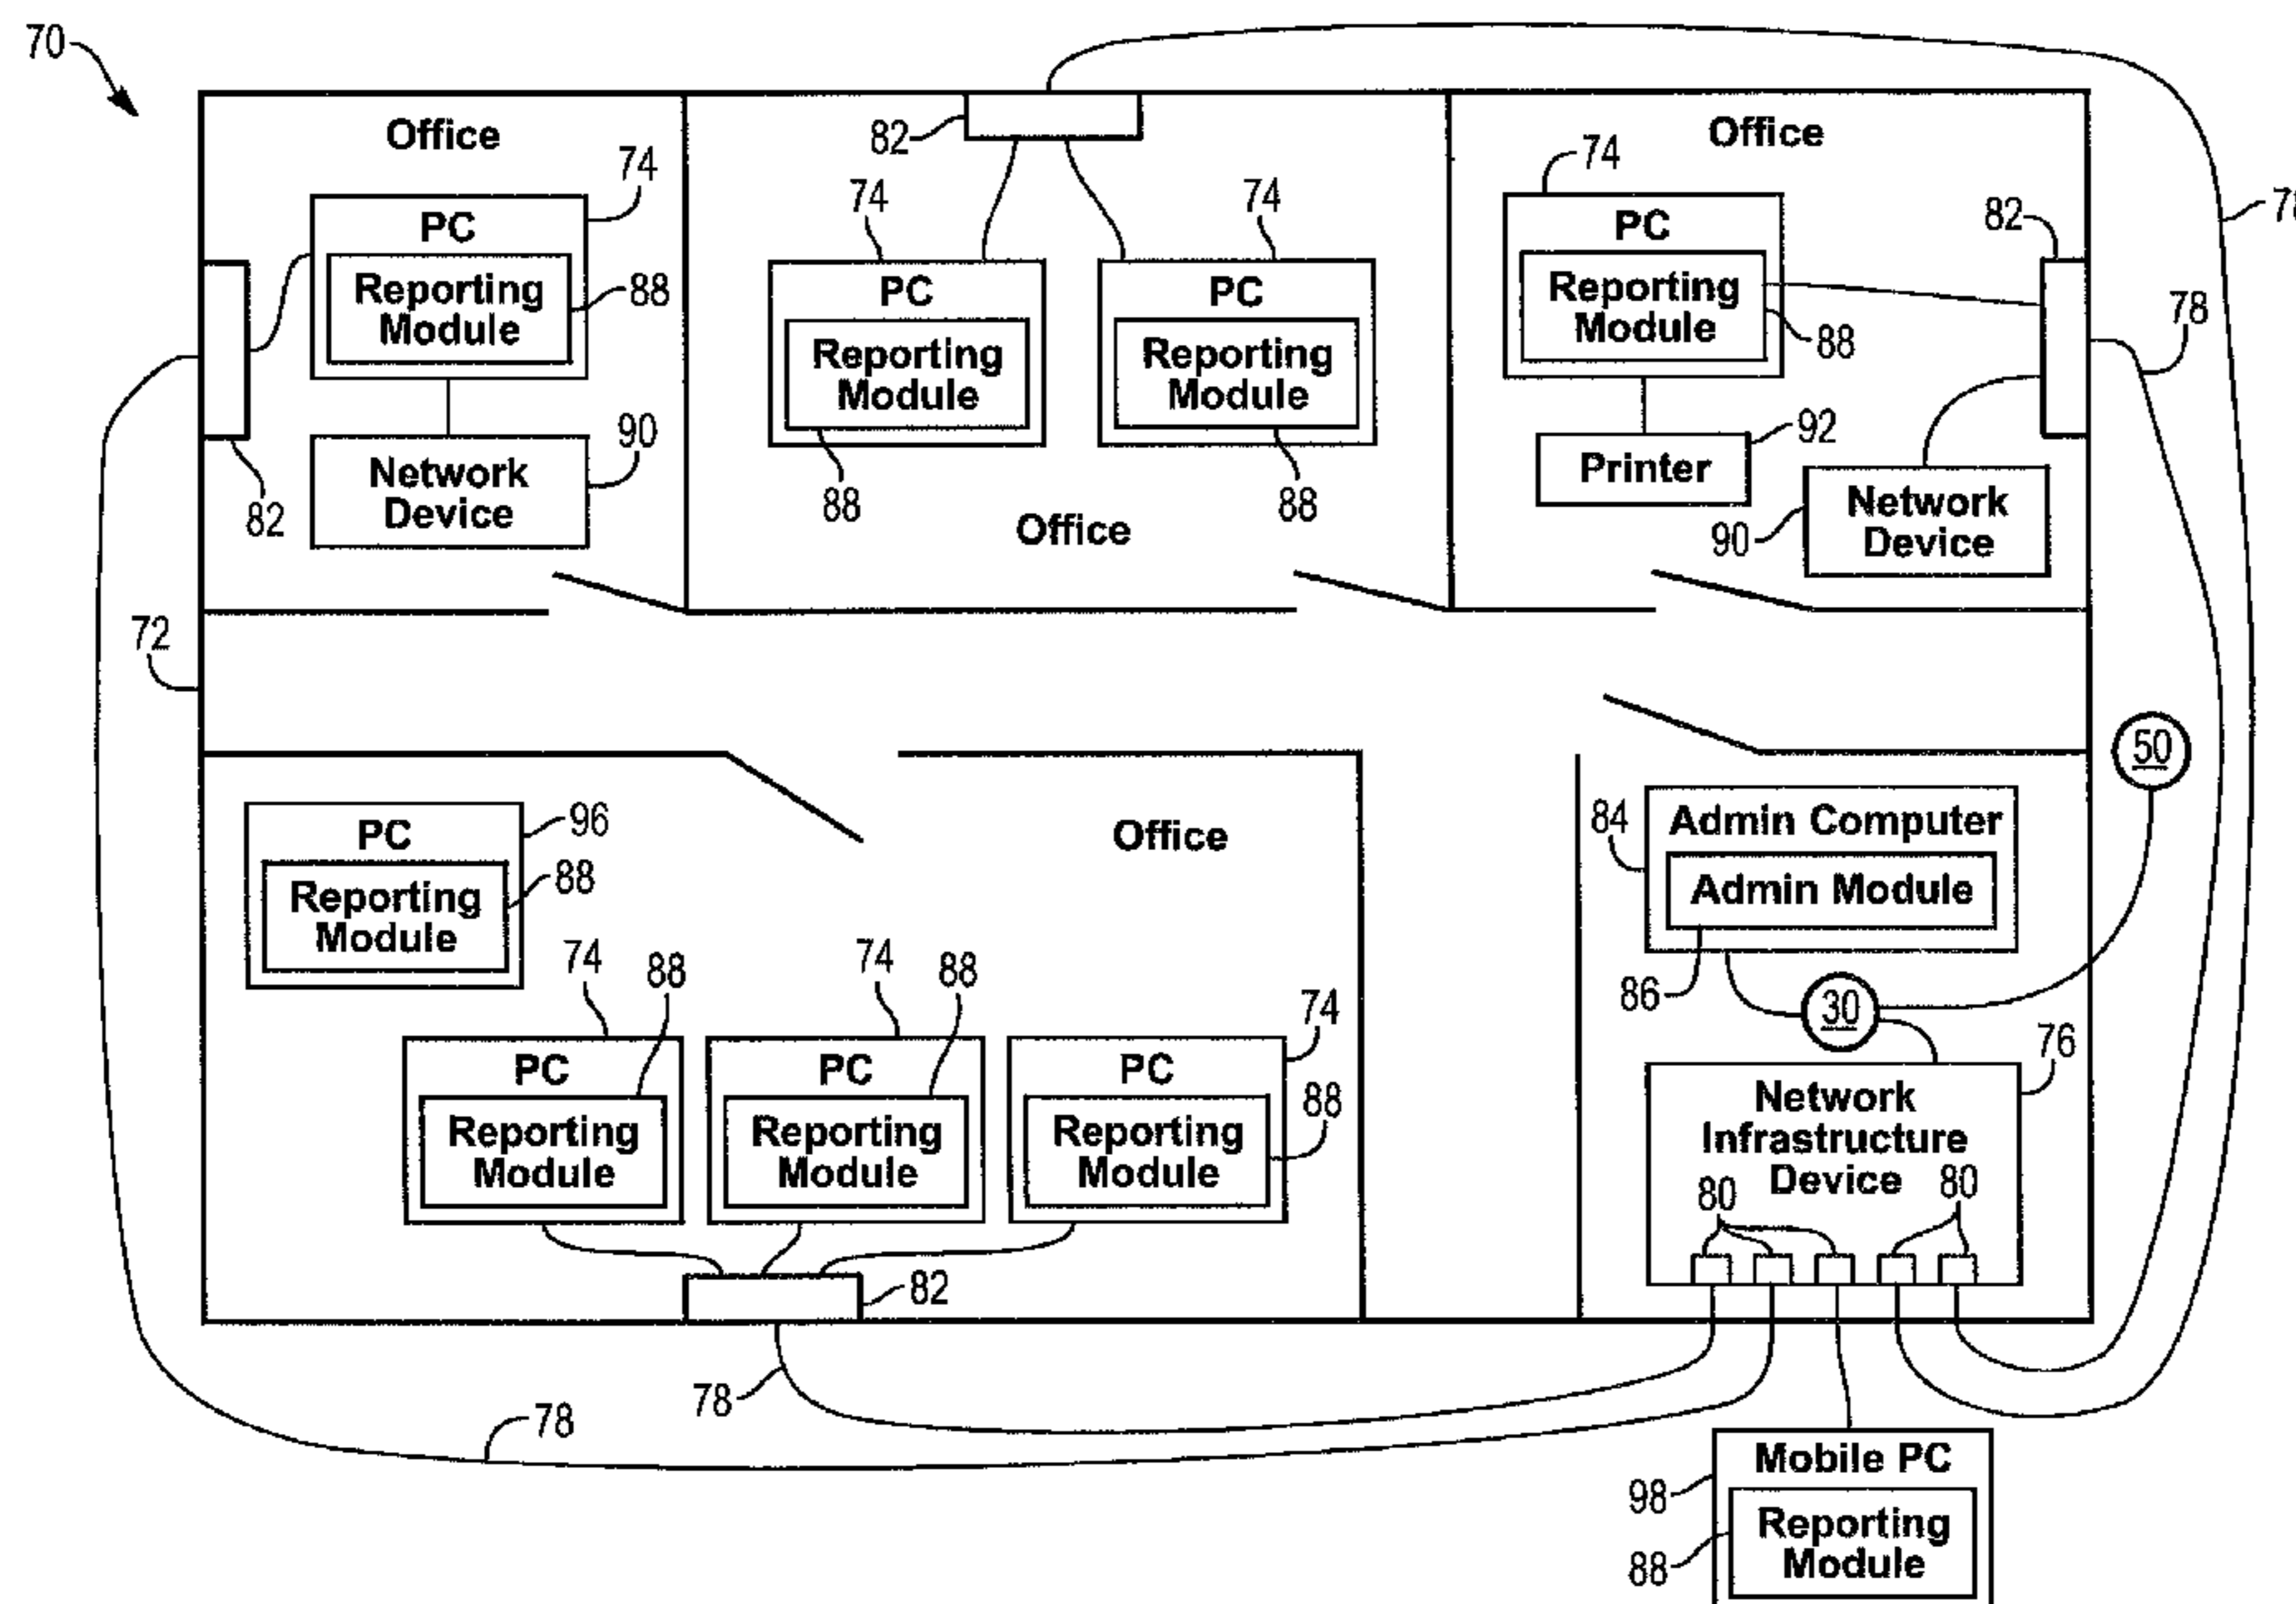 70
Office
74
PC
Reporting
Module
88
Network
Device
90
82
82
74
PC
Reporting
Module
88
74
PC
Reporting
Module
88
Office
Office
74
PC
Reporting
Module
88
Printer
92
82
78
Network
Device
90
72
50
PC
96
Reporting
Module
88
Office
74
88
PC
Reporting
Module
74
88
PC
Reporting
Module
74
PC
88
Reporting
Module
82
78
78
84
Admin Computer
Admin Module
86
30
76
Network
Infrastructure
Device
80
80
Mobile PC
98
Reporting
Module
88